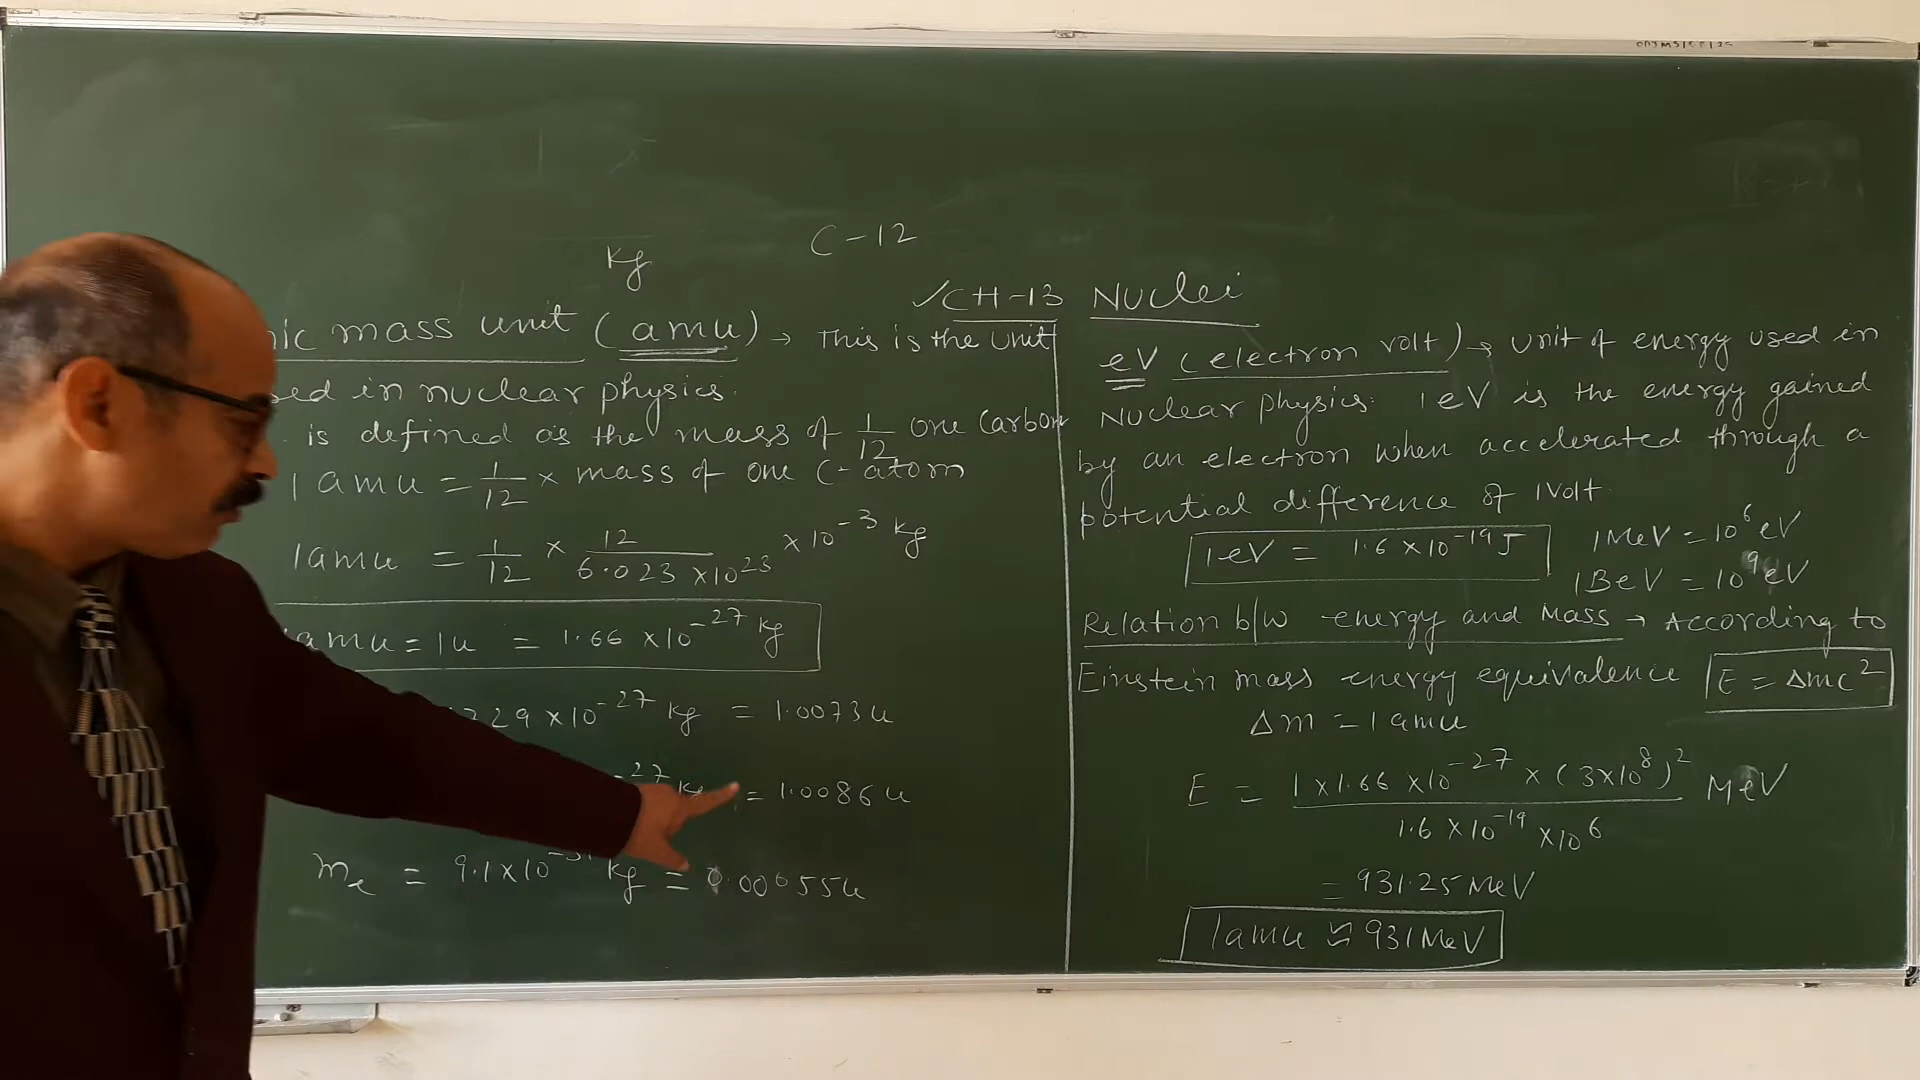 C-12
Kg
✓CH-13 Nuclei
mass unit (amu) → This is the unit
in nuclear physics.
is defined as the mass of 1/12 one Carbon
1 amu = 1/12 × mass of one C-atom
1amu = 1/12 × 12/6.023×10^23 ×10^-3 kg
amu = 1u = 1.66 ×10^-27 kg
229 ×10^-27 kg = 1.0073u
^-27 kg = 1.0086u
me = 9.1×10^-31 kg = 0.00055u
eV (electron volt) → unit of energy used in
Nuclear physics. 1eV is the energy gained
by an electron when accelerated through a
potential difference of 1Volt.
1eV = 1.6 ×10^-19 J
1MeV = 10^6 eV
1BeV = 10^9 eV
Relation b/w energy and Mass → According to
Einstein mass energy equivalence E = Δmc^2
Δm = 1amu
E = 1×1.66×10^-27 × (3×10^8)^2 / 1.6×10^-19 ×10^6 MeV
= 931.25 MeV
1amu ≌ 931MeV